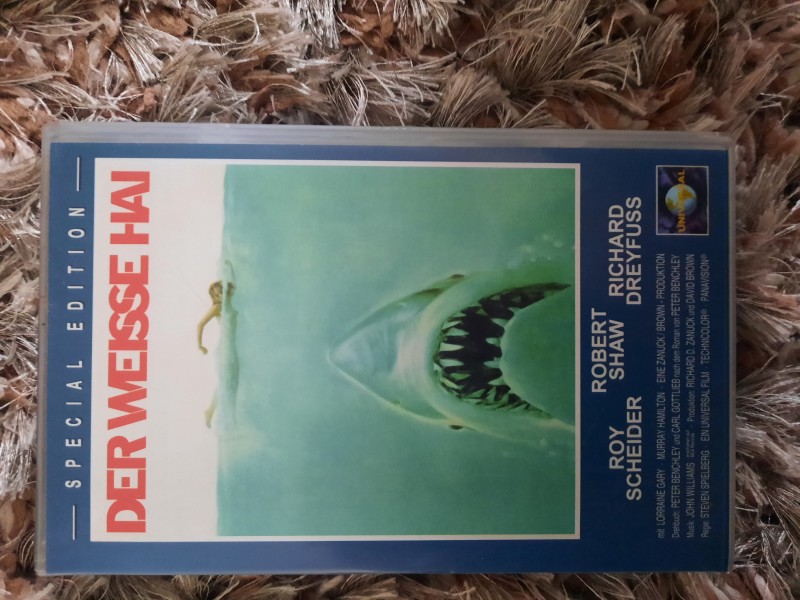 SPECIAL EDITION
DER WEISSE HAI
ROY SCHEIDER
ROBERT SHAW
RICHARD DREYFUSS
mit LORRAINE GARY · MURRAY HAMILTON · EINE ZANUCK / BROWN - PRODUKTION
Drehbuch: PETER BENCHLEY und CARL GOTTLIEB nach dem Roman von PETER BENCHLEY
Musik: JOHN WILLIAMS Produktion: RICHARD D. ZANUCK und DAVID BROWN
Regie: STEVEN SPIELBERG EIN UNIVERSAL FILM TECHNICOLOR® PANAVISION®
UNIVERSAL